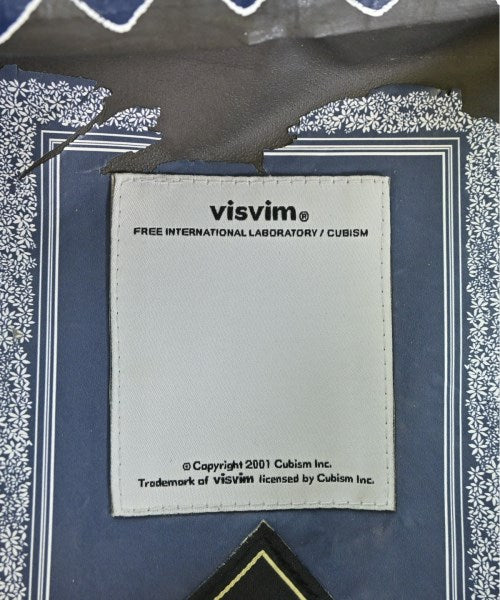 visvim®
FREE INTERNATIONAL LABORATORY / CUBISM
© Copyright 2001 Cubism Inc.
Trademark of visvim licensed by Cubism Inc.